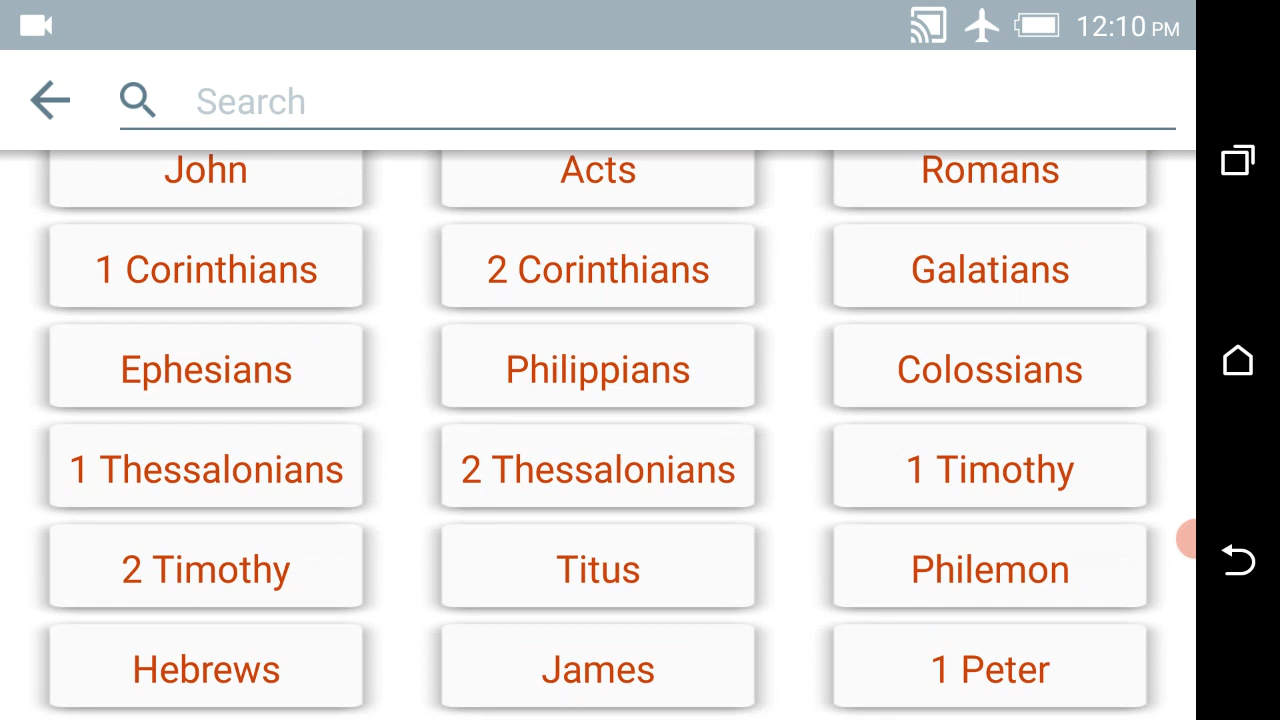 12:10 PM
Search
John Acts Romans
1 Corinthians 2 Corinthians Galatians
Ephesians Philippians Colossians
1 Thessalonians 2 Thessalonians 1 Timothy
2 Timothy Titus Philemon
Hebrews James 1 Peter